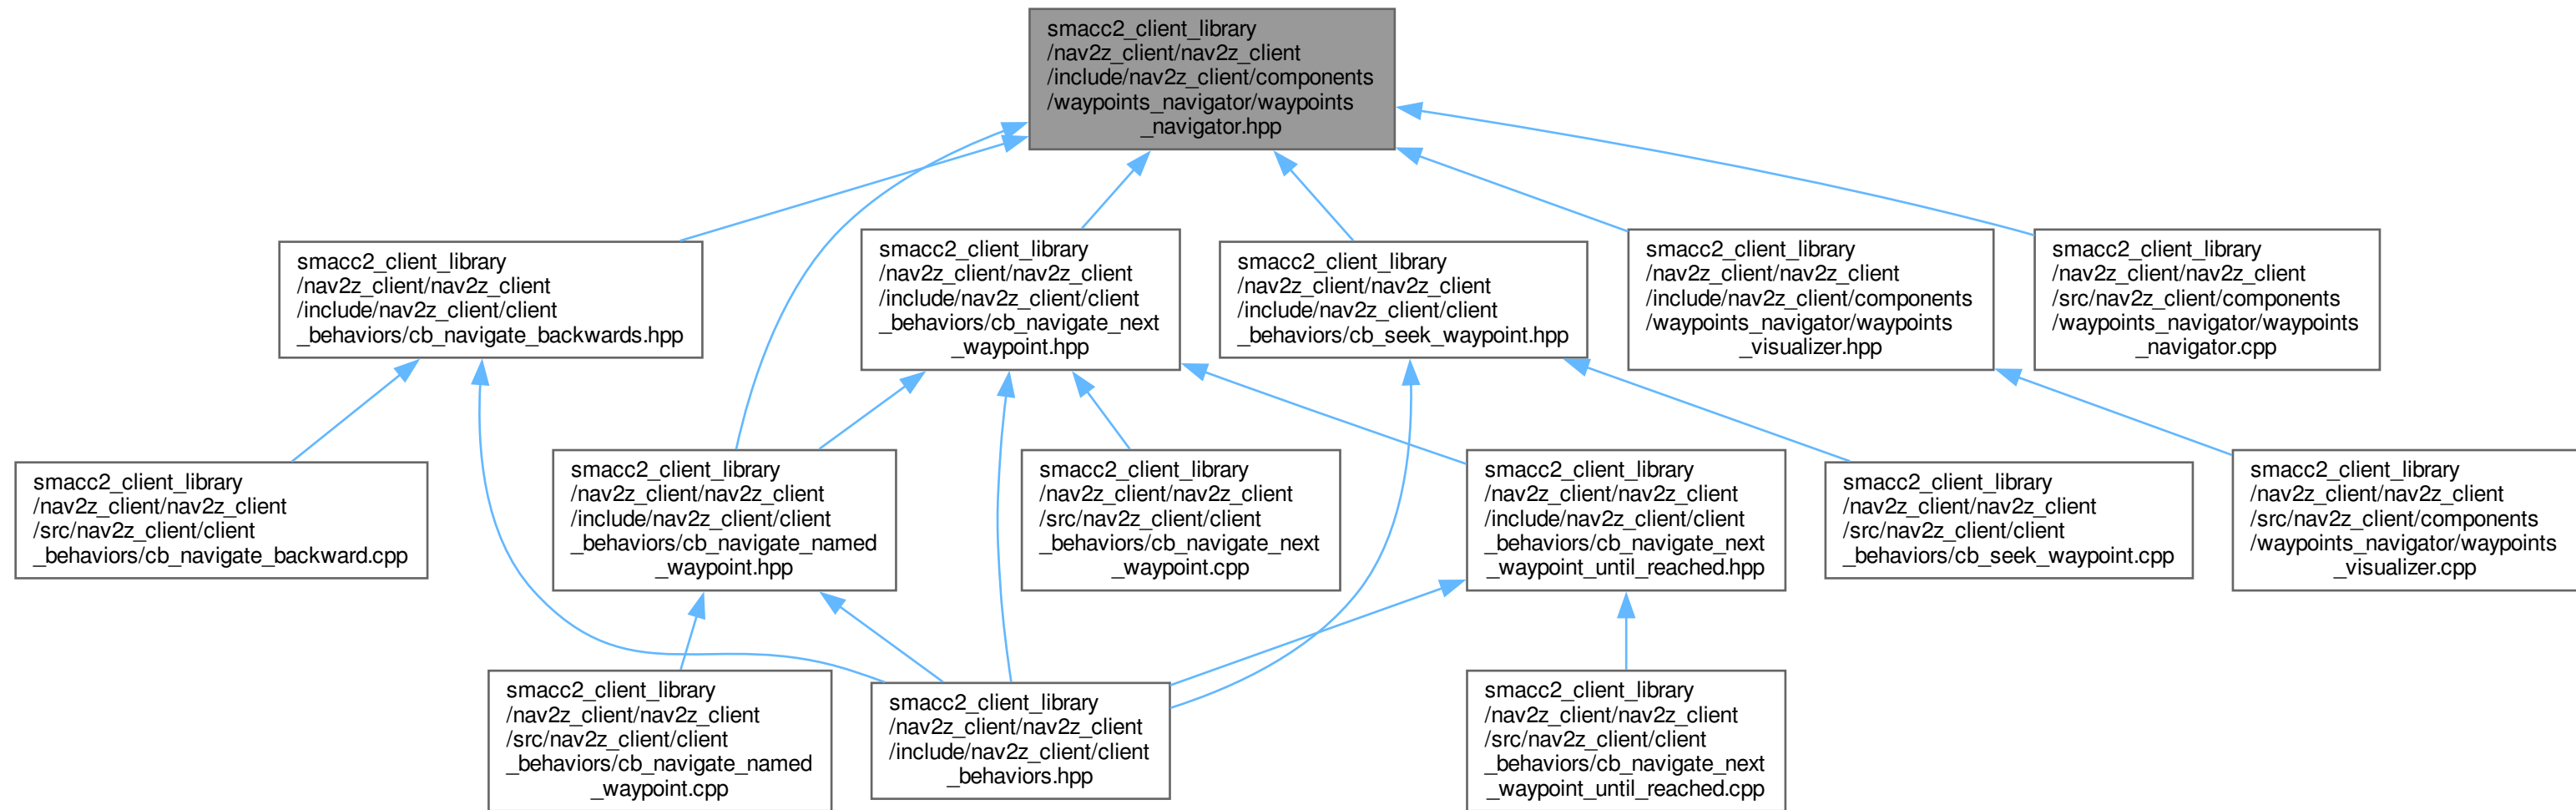 smacc2_client_library
/nav2z_client/nav2z_client
/include/nav2z_client/components
/waypoints_navigator/waypoints
_navigator.hpp
smacc2_client_library
/nav2z_client/nav2z_client
/include/nav2z_client/client
_behaviors/cb_navigate_backwards.hpp
smacc2_client_library
/nav2z_client/nav2z_client
/include/nav2z_client/client
_behaviors/cb_navigate_next
_waypoint.hpp
smacc2_client_library
/nav2z_client/nav2z_client
/include/nav2z_client/client
_behaviors/cb_seek_waypoint.hpp
smacc2_client_library
/nav2z_client/nav2z_client
/include/nav2z_client/components
/waypoints_navigator/waypoints
_visualizer.hpp
smacc2_client_library
/nav2z_client/nav2z_client
/src/nav2z_client/components
/waypoints_navigator/waypoints
_navigator.cpp
smacc2_client_library
/nav2z_client/nav2z_client
/src/nav2z_client/client
_behaviors/cb_navigate_backward.cpp
smacc2_client_library
/nav2z_client/nav2z_client
/include/nav2z_client/client
_behaviors/cb_navigate_named
_waypoint.hpp
smacc2_client_library
/nav2z_client/nav2z_client
/src/nav2z_client/client
_behaviors/cb_navigate_next
_waypoint.cpp
smacc2_client_library
/nav2z_client/nav2z_client
/include/nav2z_client/client
_behaviors/cb_navigate_next
_waypoint_until_reached.hpp
smacc2_client_library
/nav2z_client/nav2z_client
/src/nav2z_client/client
_behaviors/cb_seek_waypoint.cpp
smacc2_client_library
/nav2z_client/nav2z_client
/src/nav2z_client/components
/waypoints_navigator/waypoints
_visualizer.cpp
smacc2_client_library
/nav2z_client/nav2z_client
/src/nav2z_client/client
_behaviors/cb_navigate_named
_waypoint.cpp
smacc2_client_library
/nav2z_client/nav2z_client
/include/nav2z_client/client
_behaviors.hpp
smacc2_client_library
/nav2z_client/nav2z_client
/src/nav2z_client/client
_behaviors/cb_navigate_next
_waypoint_until_reached.cpp